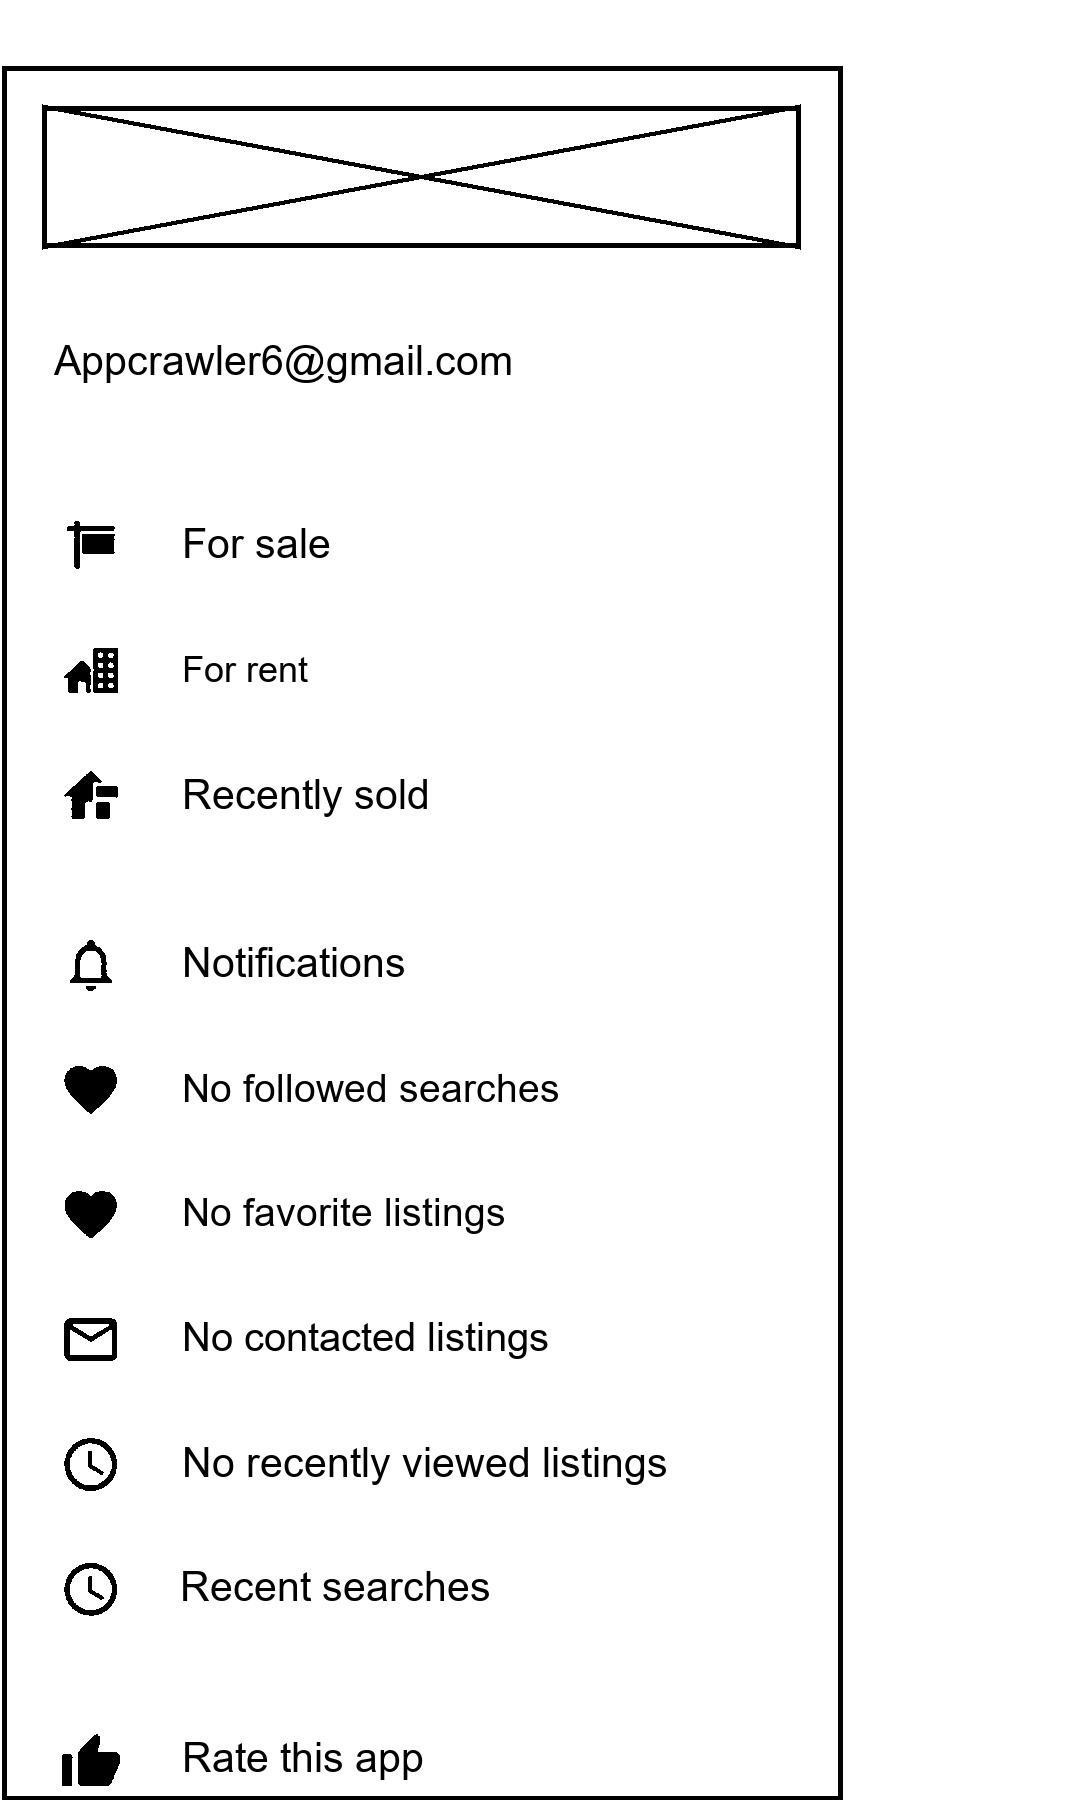 Appcrawler6@gmail.com
For sale
For rent
Recently sold
Notifications
No followed searches
No favorite listings
No contacted listings
No recently viewed listings
Recent searches
Rate this app